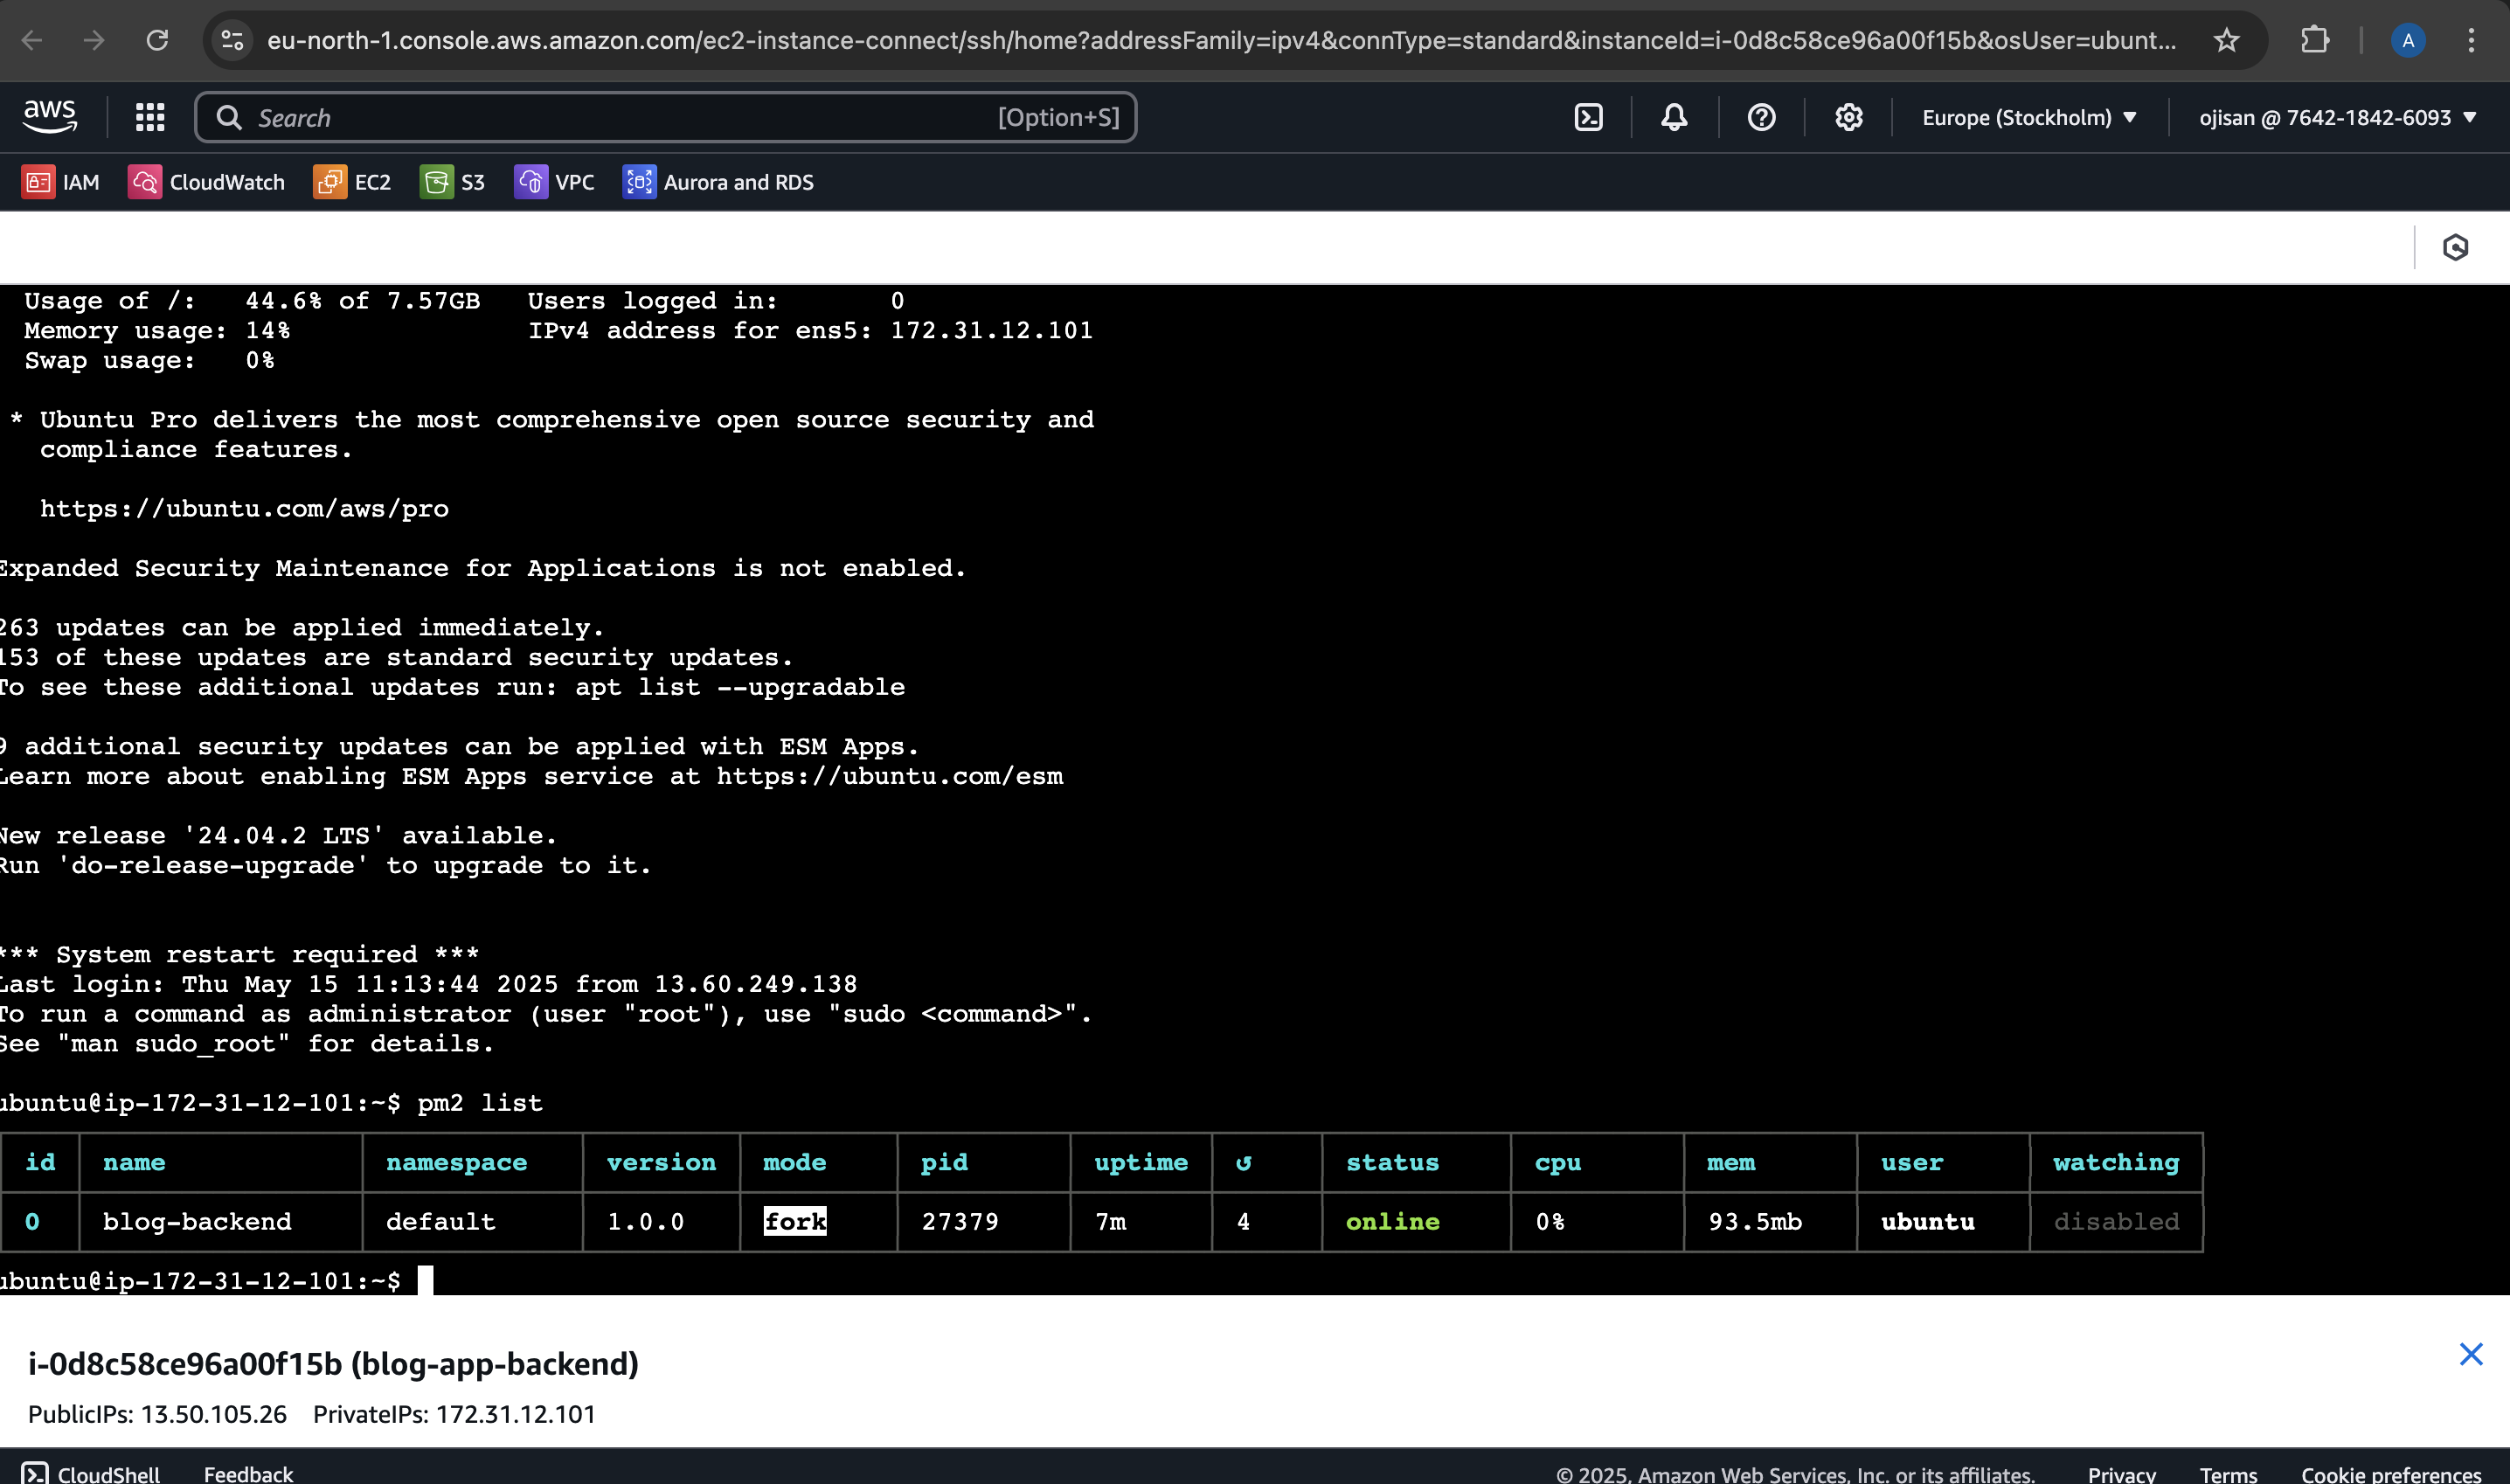 eu-north-1.console.aws.amazon.com/ec2-instance-connect/ssh/home?addressFamily=ipv4&connType=standard&instanceId=i-0d8c58ce96a00f15b&osUser=ubunt...
A
aws
Search [Option+S]
Europe (Stockholm)
ojisan @ 7642-1842-6093
IAM CloudWatch EC2 S3 VPC Aurora and RDS
Usage of /: 44.6% of 7.57GB Users logged in: 0
Memory usage: 14% IPv4 address for ens5: 172.31.12.101
Swap usage: 0%
* Ubuntu Pro delivers the most comprehensive open source security and
compliance features.
https://ubuntu.com/aws/pro
Expanded Security Maintenance for Applications is not enabled.
263 updates can be applied immediately.
153 of these updates are standard security updates.
To see these additional updates run: apt list --upgradable
9 additional security updates can be applied with ESM Apps.
Learn more about enabling ESM Apps service at https://ubuntu.com/esm
New release '24.04.2 LTS' available.
Run 'do-release-upgrade' to upgrade to it.
*** System restart required ***
Last login: Thu May 15 11:13:44 2025 from 13.60.249.138
To run a command as administrator (user "root"), use "sudo <command>".
See "man sudo_root" for details.
ubuntu@ip-172-31-12-101:~$ pm2 list
id name namespace version mode pid uptime ↺ status cpu mem user watching
0 blog-backend default 1.0.0 fork 27379 7m 4 online 0% 93.5mb ubuntu disabled
ubuntu@ip-172-31-12-101:~$
i-0d8c58ce96a00f15b (blog-app-backend)
PublicIPs: 13.50.105.26 PrivateIPs: 172.31.12.101
CloudShell Feedback © 2025, Amazon Web Services, Inc. or its affiliates. Privacy Terms Cookie preferences